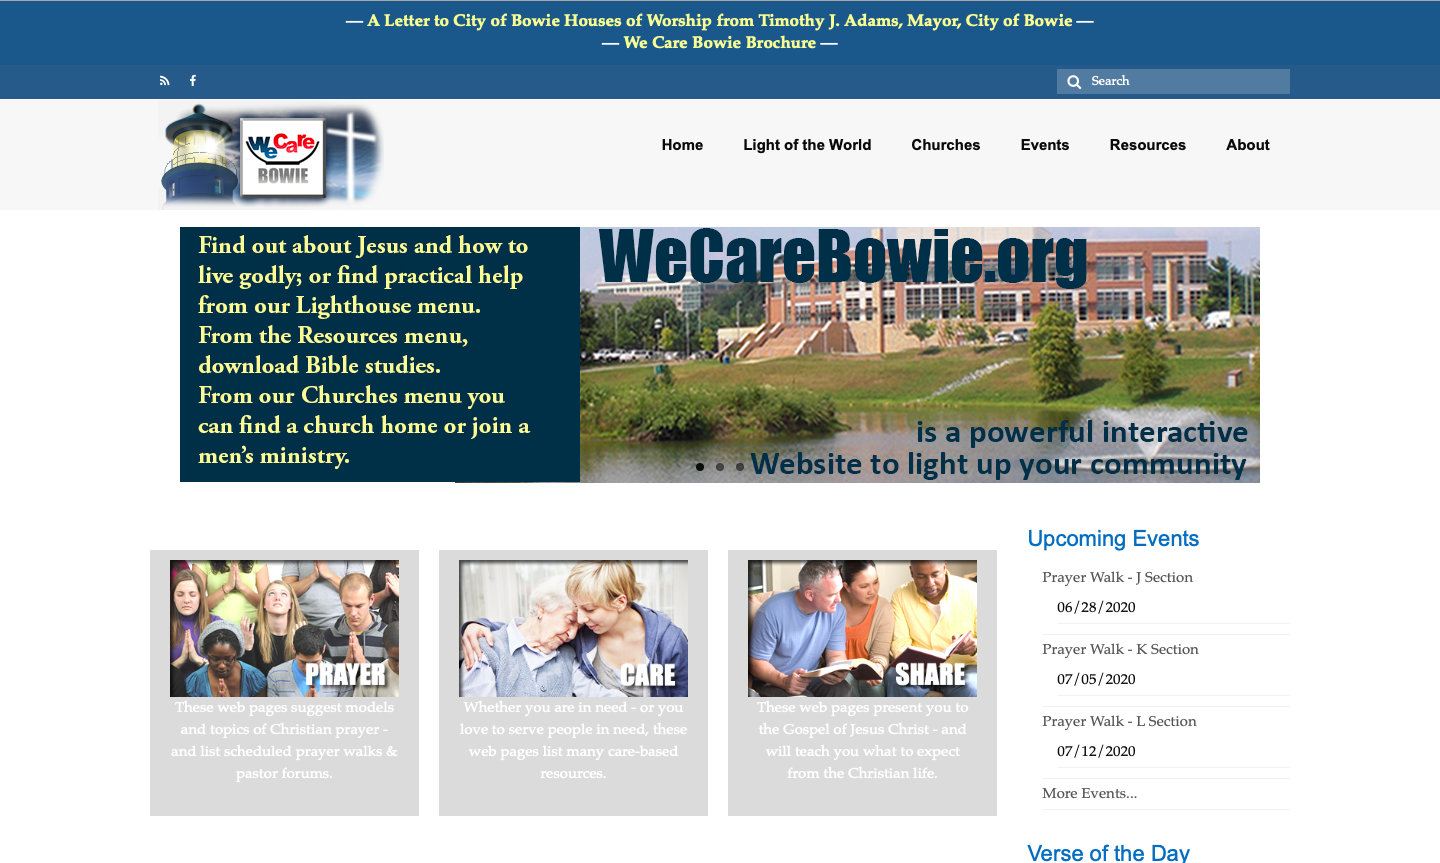 — A Letter to City of Bowie Houses of Worship from Timothy J. Adams, Mayor, City of Bowie —
— We Care Bowie Brochure —
Search
We Care
BOWIE
Home
Light of the World
Churches
Events
Resources
About
Find out about Jesus and how to
live godly; or find practical help
from our Lighthouse menu.
From the Resources menu,
download Bible studies.
From our Churches menu you
can find a church home or join a
men’s ministry.
WeCareBowie.org
is a powerful interactive
Website to light up your community
PRAYER
These web pages suggest models
and topics of Christian prayer -
and list scheduled prayer walks &
pastor forums.
CARE
Whether you are in need - or you
love to serve people in need, these
web pages list many care-based
resources.
SHARE
These web pages present you to
the Gospel of Jesus Christ - and
will teach you what to expect
from the Christian life.
Upcoming Events
Prayer Walk - J Section
06/28/2020
Prayer Walk - K Section
07/05/2020
Prayer Walk - L Section
07/12/2020
More Events...
Verse of the Day